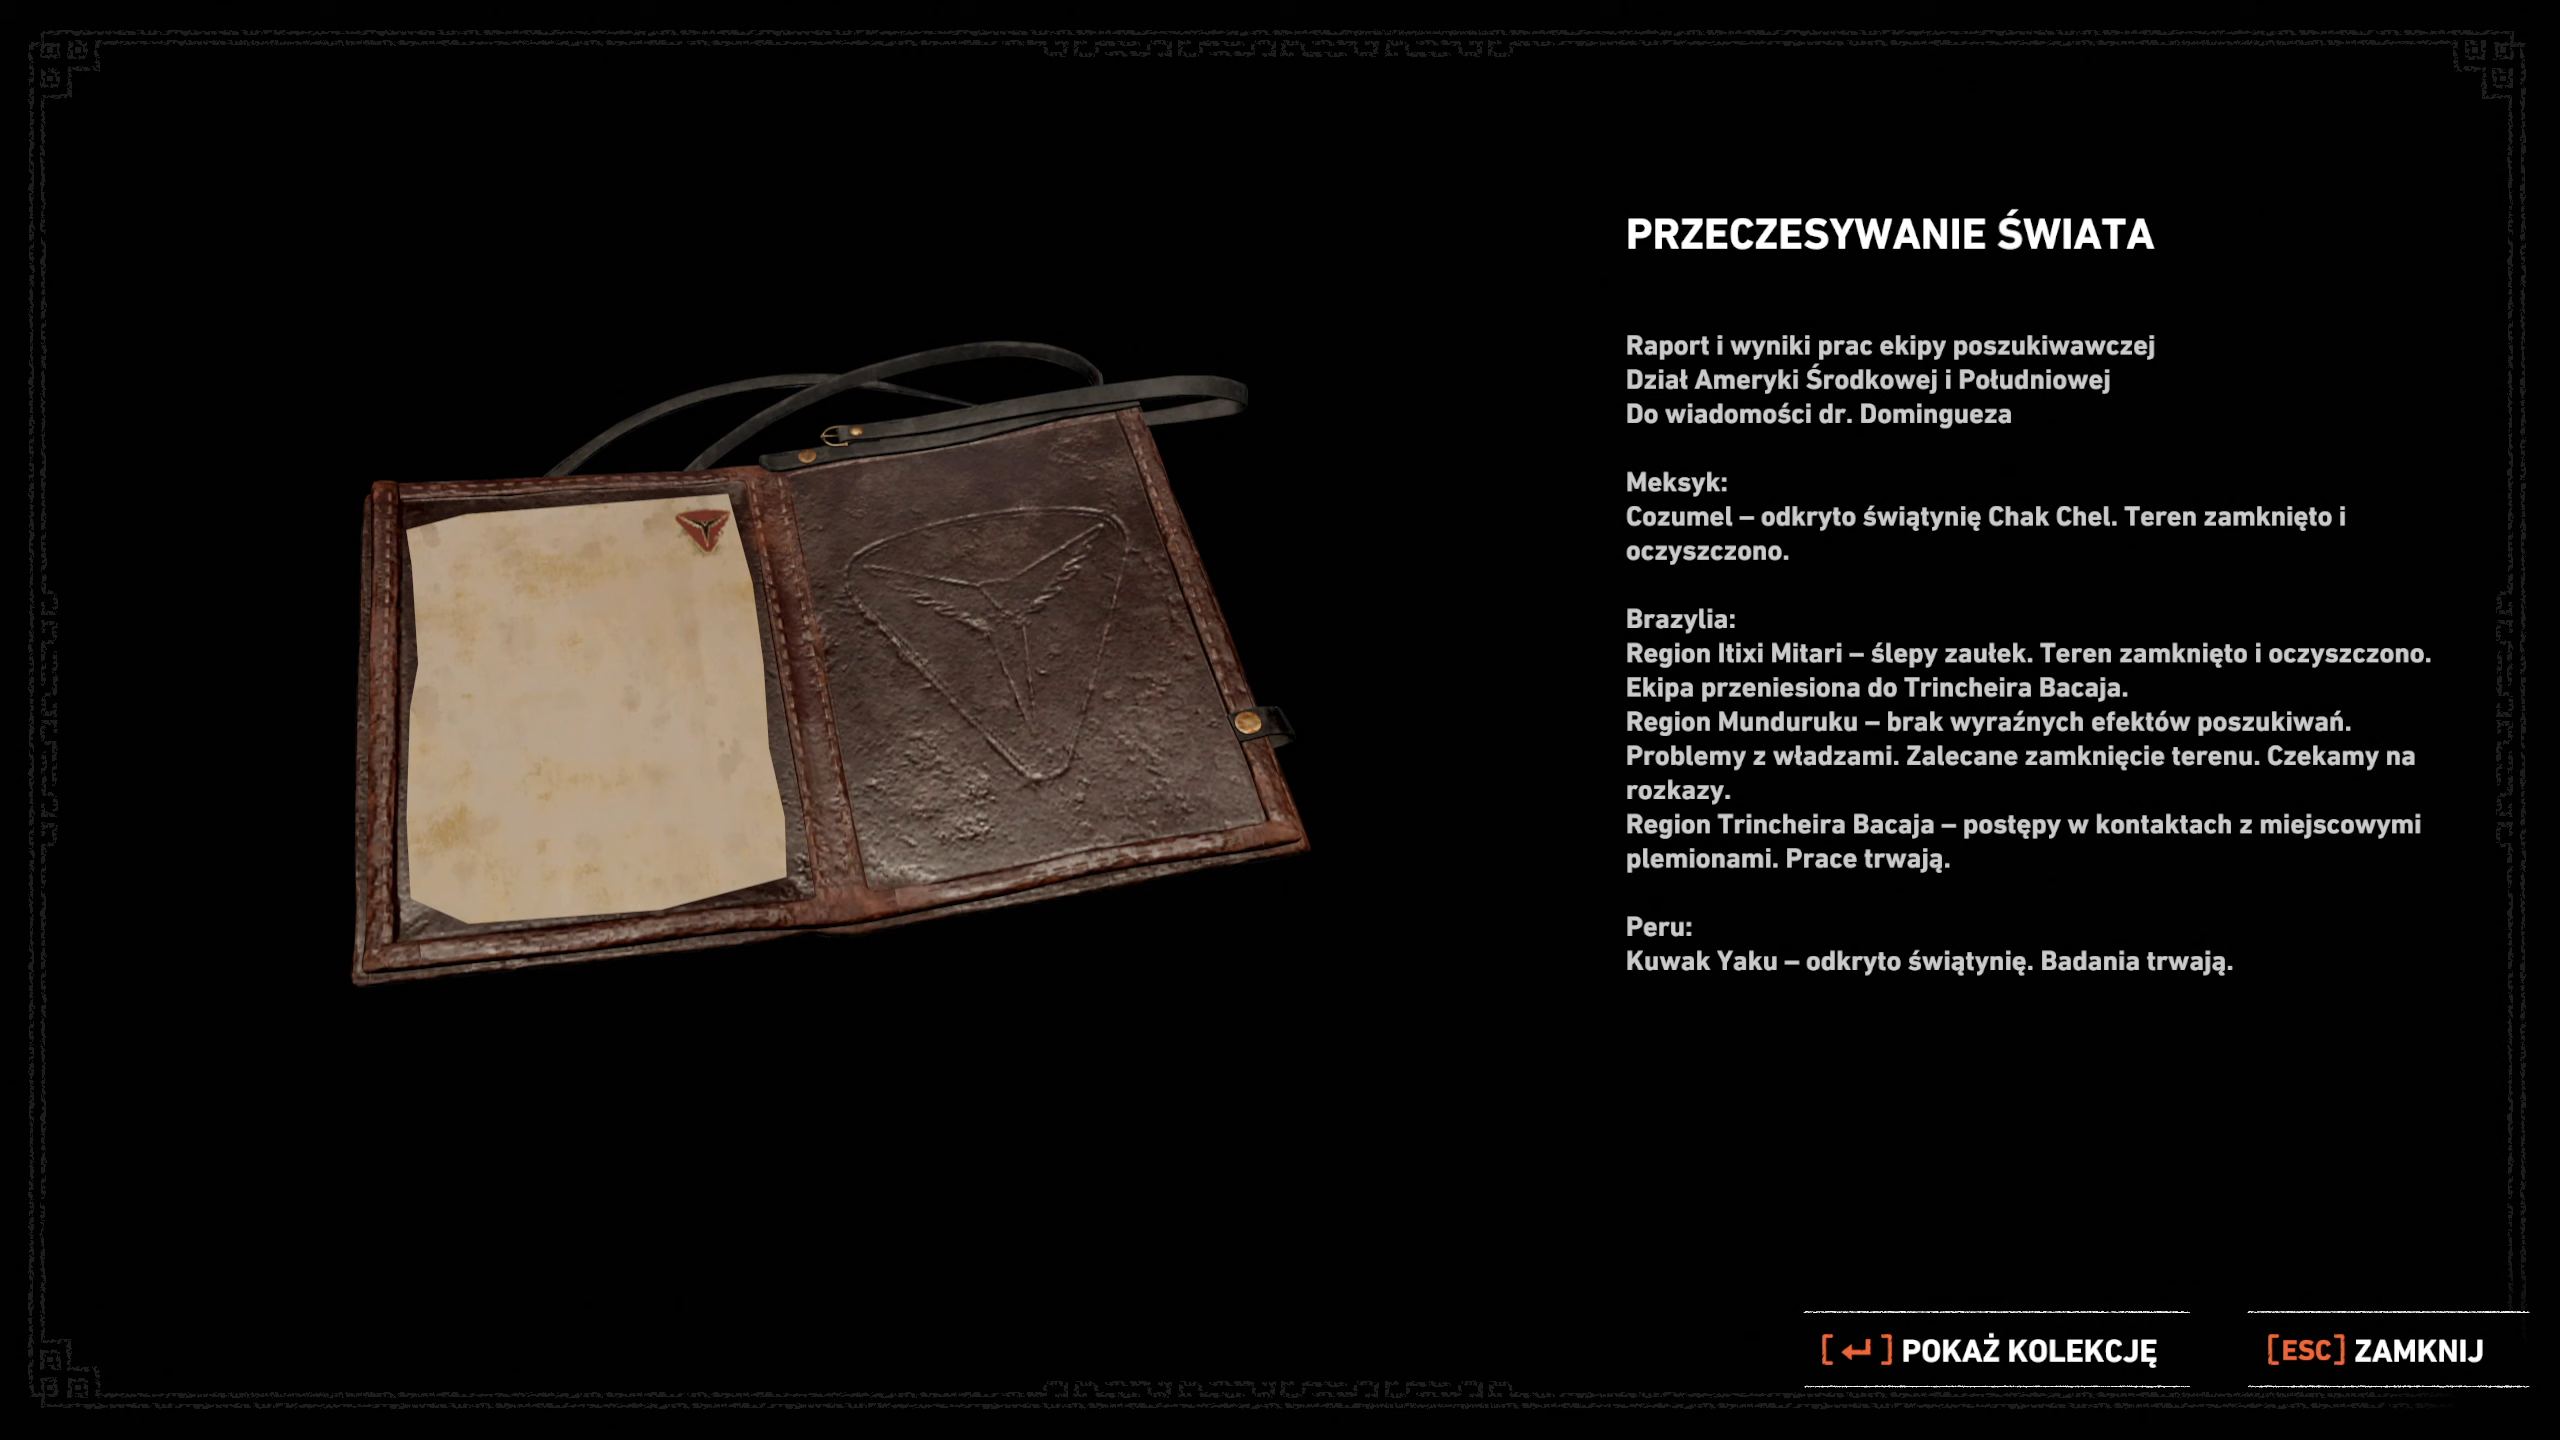 PRZECZESYWANIE ŚWIATA
Raport i wyniki prac ekipy poszukiwawczej
Dział Ameryki Środkowej i Południowej
Do wiadomości dr. Domingueza
Meksyk:
Cozumel – odkryto świątynię Chak Chel. Teren zamknięto i
oczyszczono.
Brazylia:
Region Itixi Mitari – ślepy zaułek. Teren zamknięto i oczyszczono.
Ekipa przeniesiona do Trincheira Bacaja.
Region Munduruku – brak wyraźnych efektów poszukiwań.
Problemy z władzami. Zalecane zamknięcie terenu. Czekamy na
rozkazy.
Region Trincheira Bacaja – postępy w kontaktach z miejscowymi
plemionami. Prace trwają.
Peru:
Kuwak Yaku – odkryto świątynię. Badania trwają.
[↵] POKAŻ KOLEKCJĘ [ESC] ZAMKNIJ